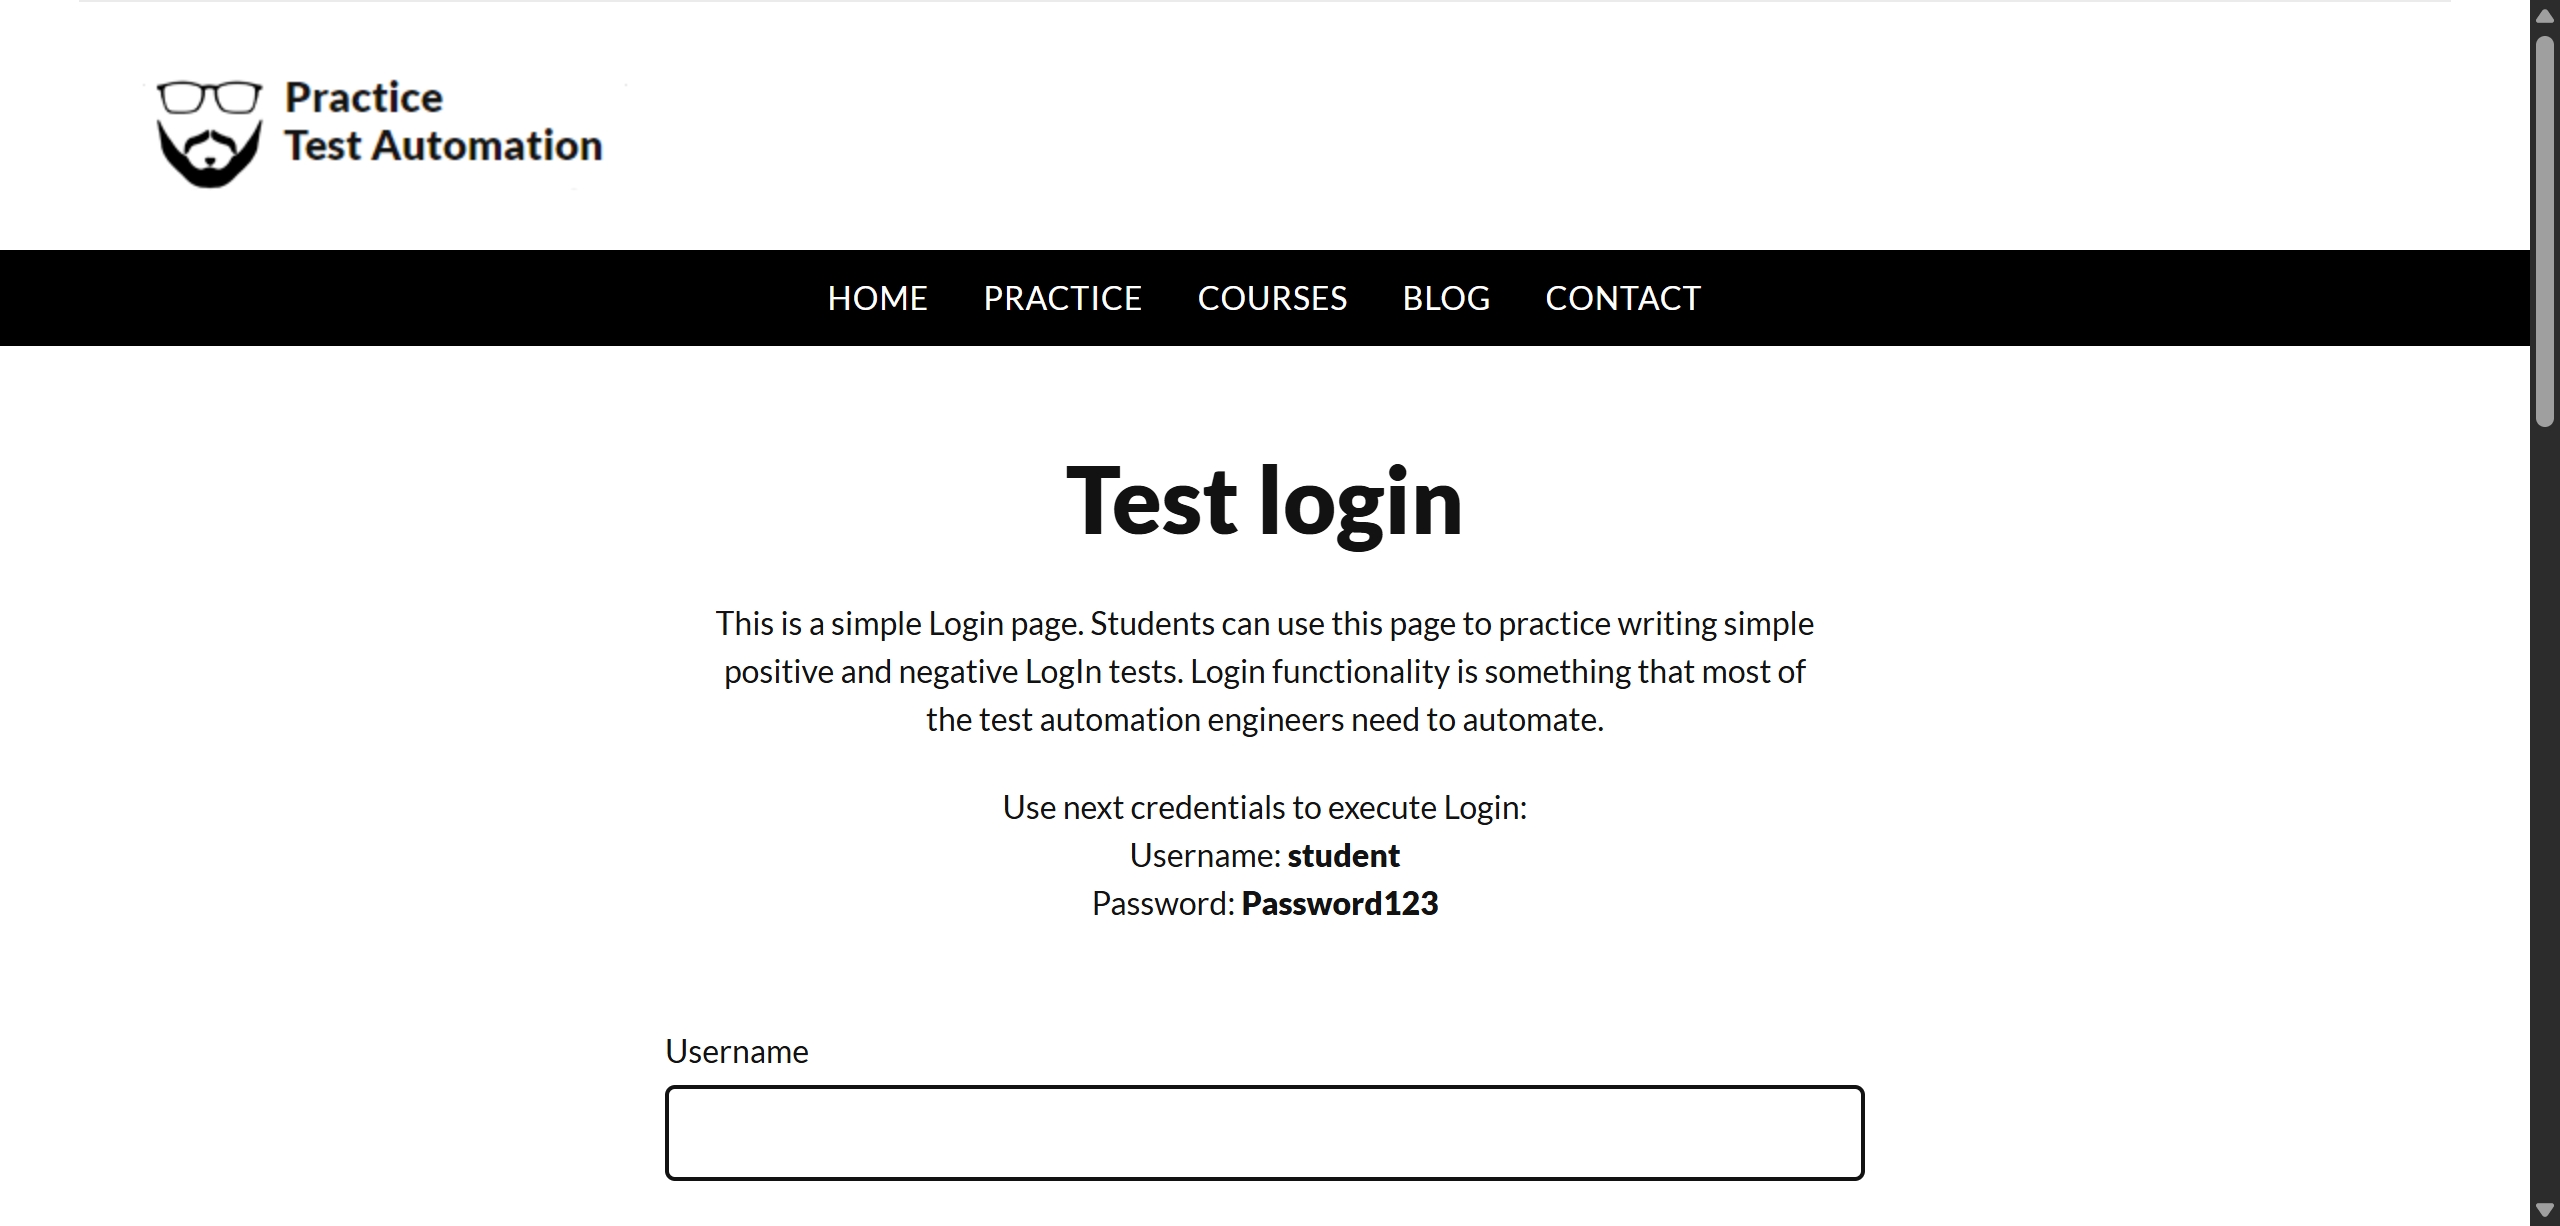 Practice
Test Automation
HOME PRACTICE COURSES BLOG CONTACT
Test login
This is a simple Login page. Students can use this page to practice writing simple
positive and negative LogIn tests. Login functionality is something that most of
the test automation engineers need to automate.
Use next credentials to execute Login:
Username: student
Password: Password123
Username